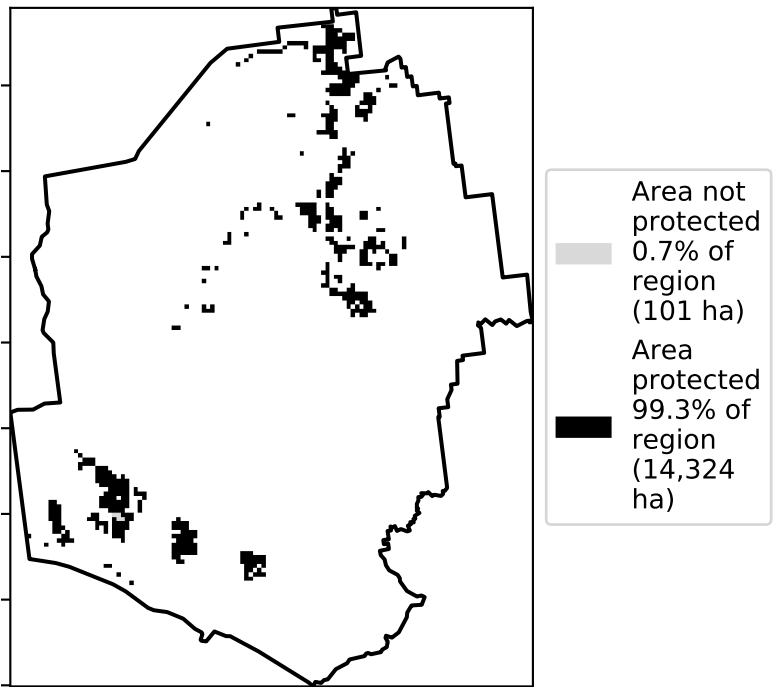 Area not
protected
0.7% of
region
(101 ha)
Area
protected
99.3% of
region
(14,324
ha)